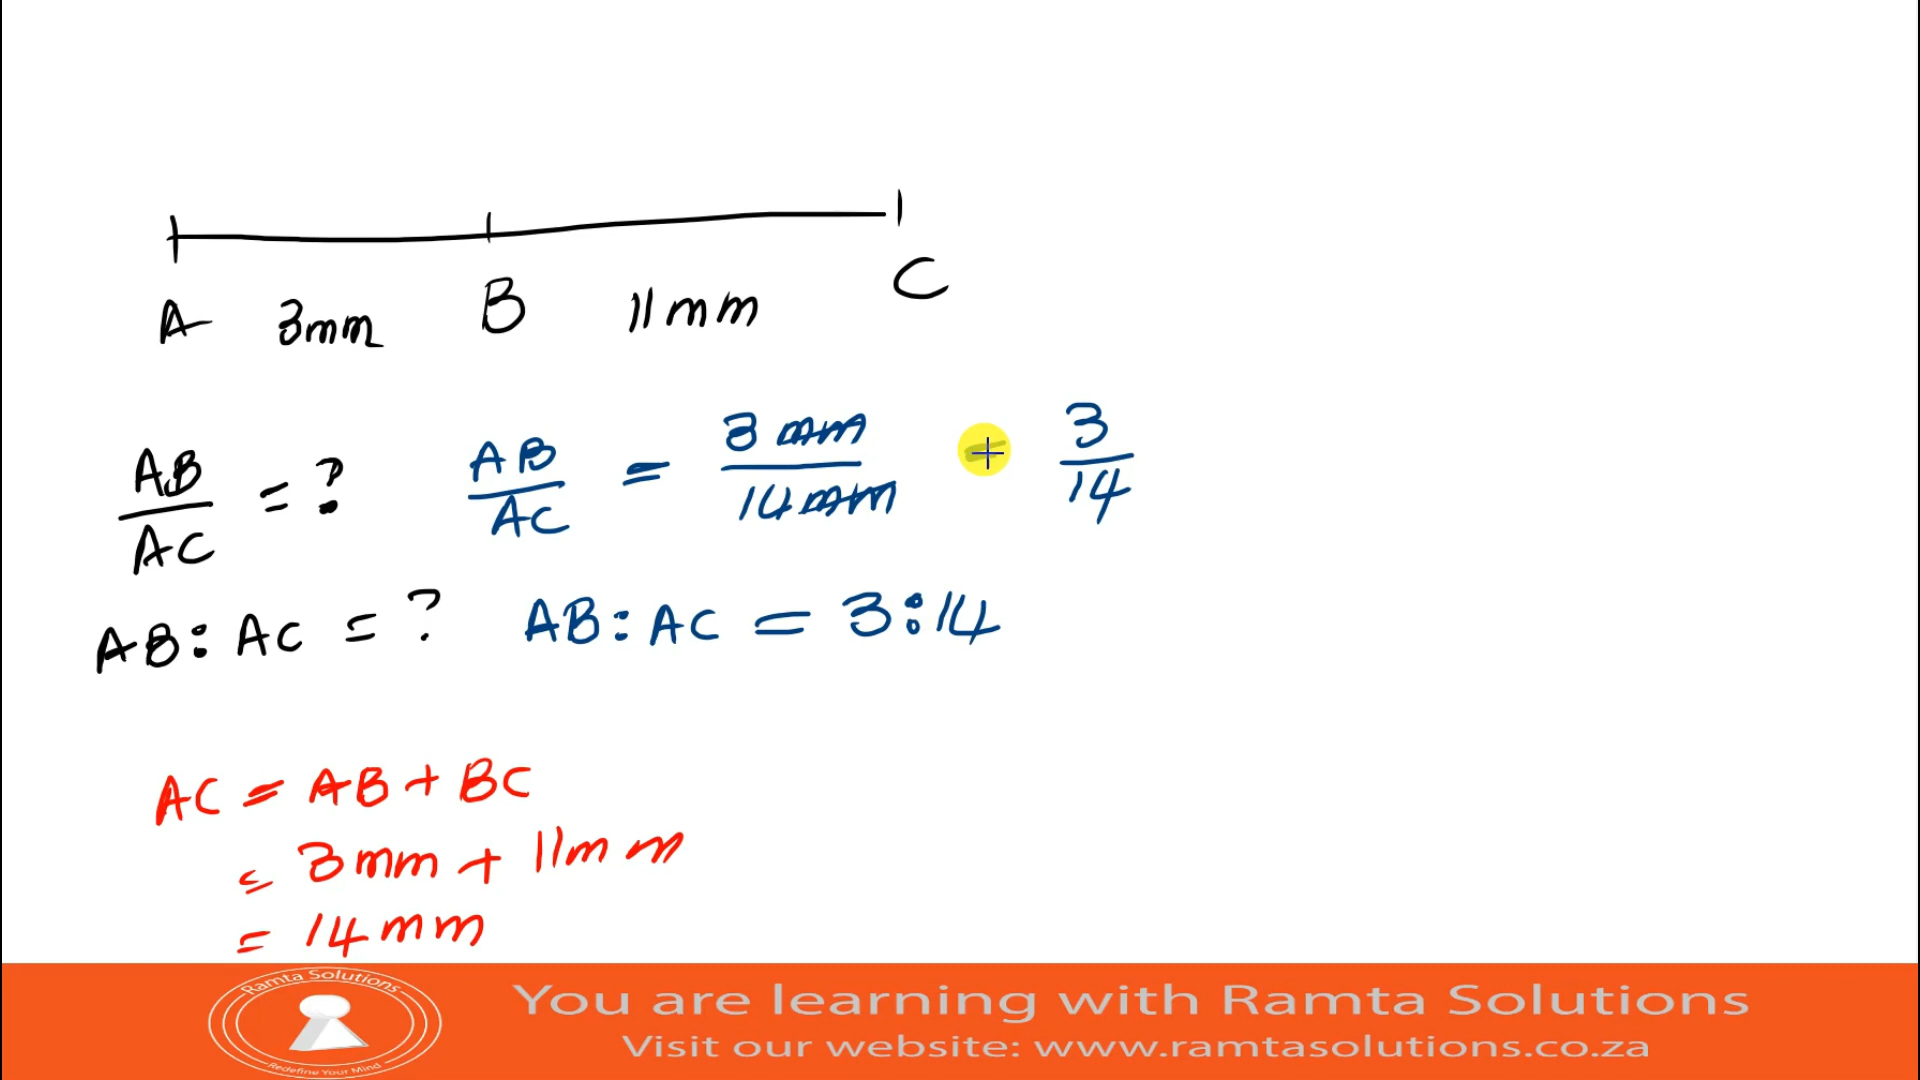 A 3mm B 11mm C
AB/AC = ? AB/AC = 3mm/14mm = 3/14
AB : AC = ? AB : AC = 3 : 14
AC = AB + BC
= 3mm + 11mm
= 14mm
Ramta Solutions
Redefine Your Mind
You are learning with Ramta Solutions
Visit our website: www.ramtasolutions.co.za